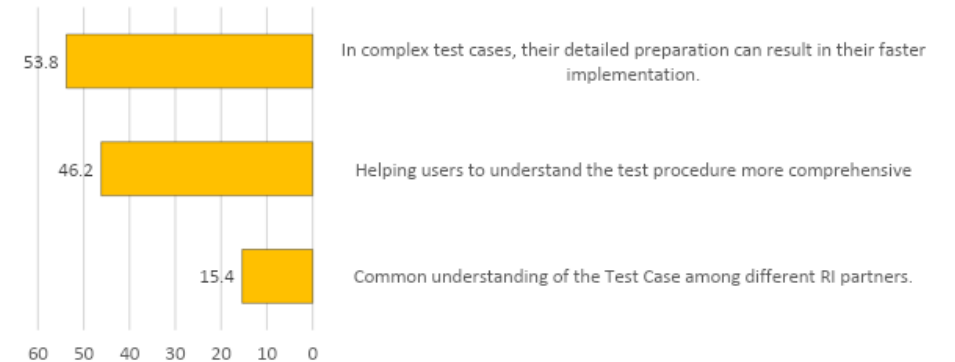 53.8
In complex test cases, their detailed preparation can result in their faster
implementation.
46.2
Helping users to understand the test procedure more comprehensive
15.4
Common understanding of the Test Case among different RI partners.
60 50 40 30 20 10 0